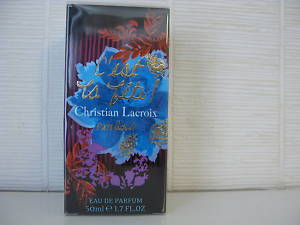 c'est
la fête!
Christian Lacroix
EAU DE PARFUM
50ml e 1.7 FL.OZ